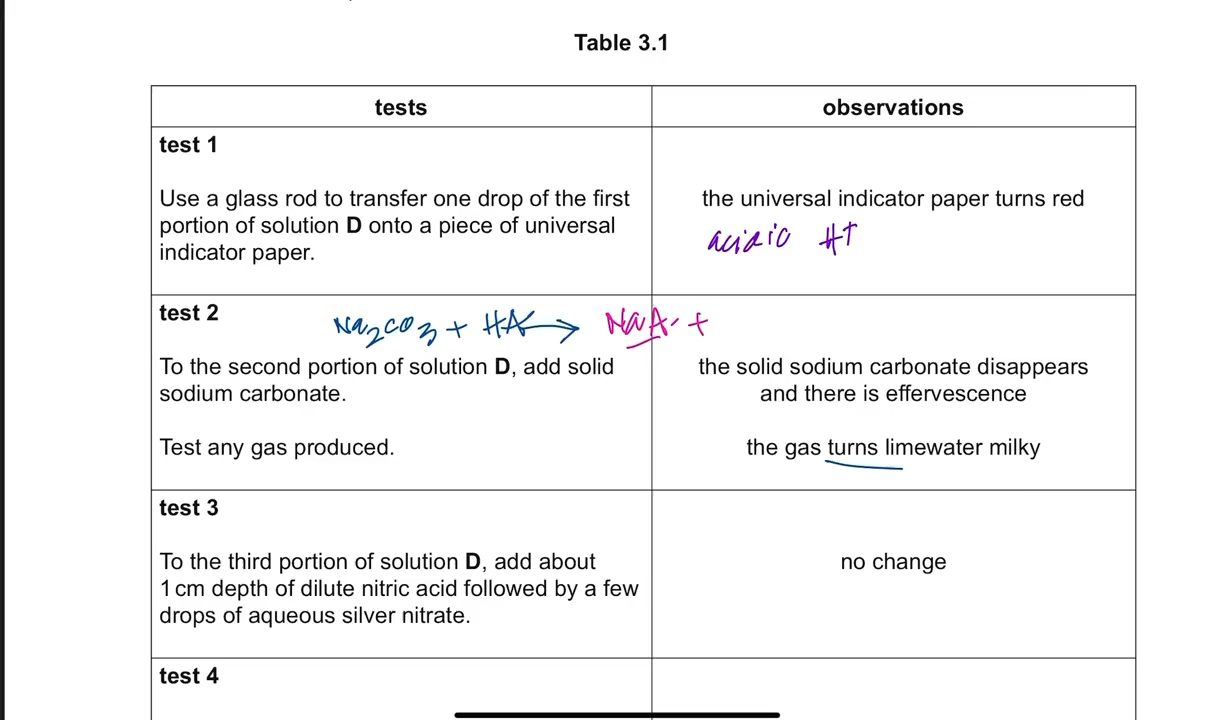 Table 3.1
tests
observations
test 1
Use a glass rod to transfer one drop of the first
portion of solution D onto a piece of universal
indicator paper.
the universal indicator paper turns red
acidic H+
test 2
Na2CO3 + HA → NaA +
To the second portion of solution D, add solid
sodium carbonate.
Test any gas produced.
the solid sodium carbonate disappears
and there is effervescence
the gas turns limewater milky
test 3
To the third portion of solution D, add about
1 cm depth of dilute nitric acid followed by a few
drops of aqueous silver nitrate.
no change
test 4